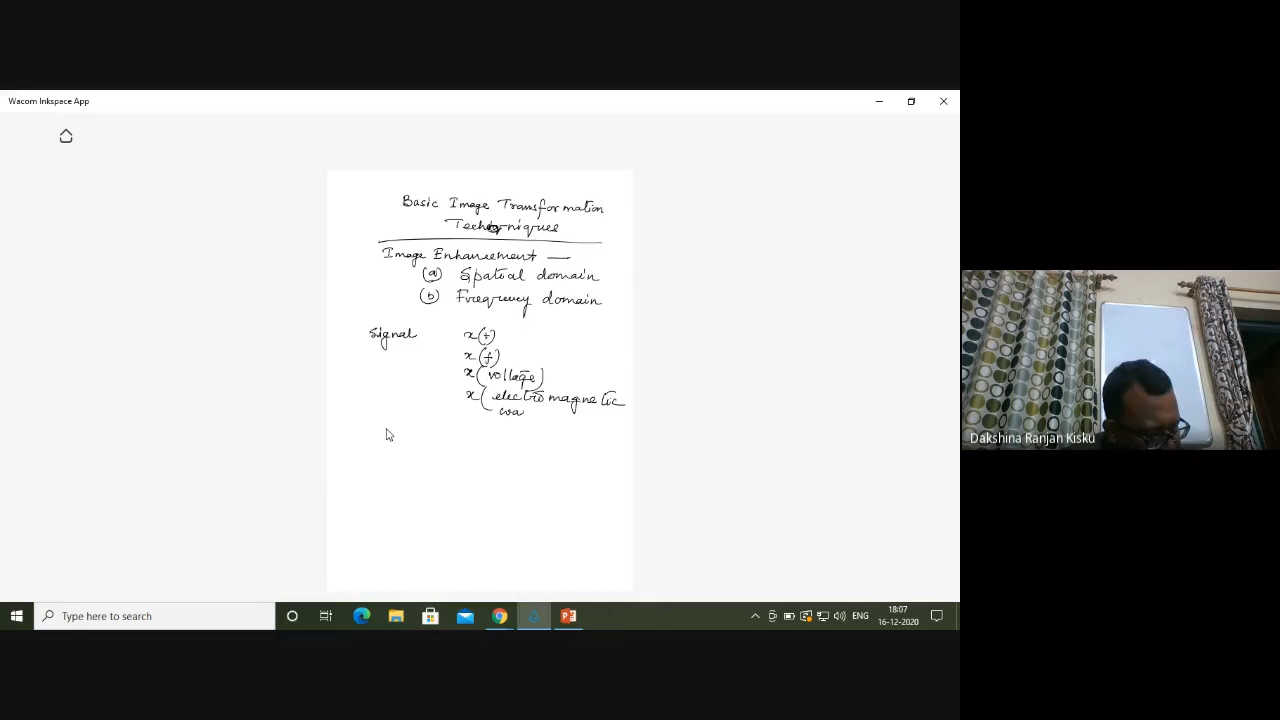 Wacom Inkspace App
Basic Image Transformation
Techniques
Image Enhancement —
(a) Spatial domain
(b) Frequency domain
Signal x(t)
x(f)
x(voltage)
x(electromagnetic
wa
Dakshina Ranjan Kisku
Type here to search
ENG
18:07
16-12-2020